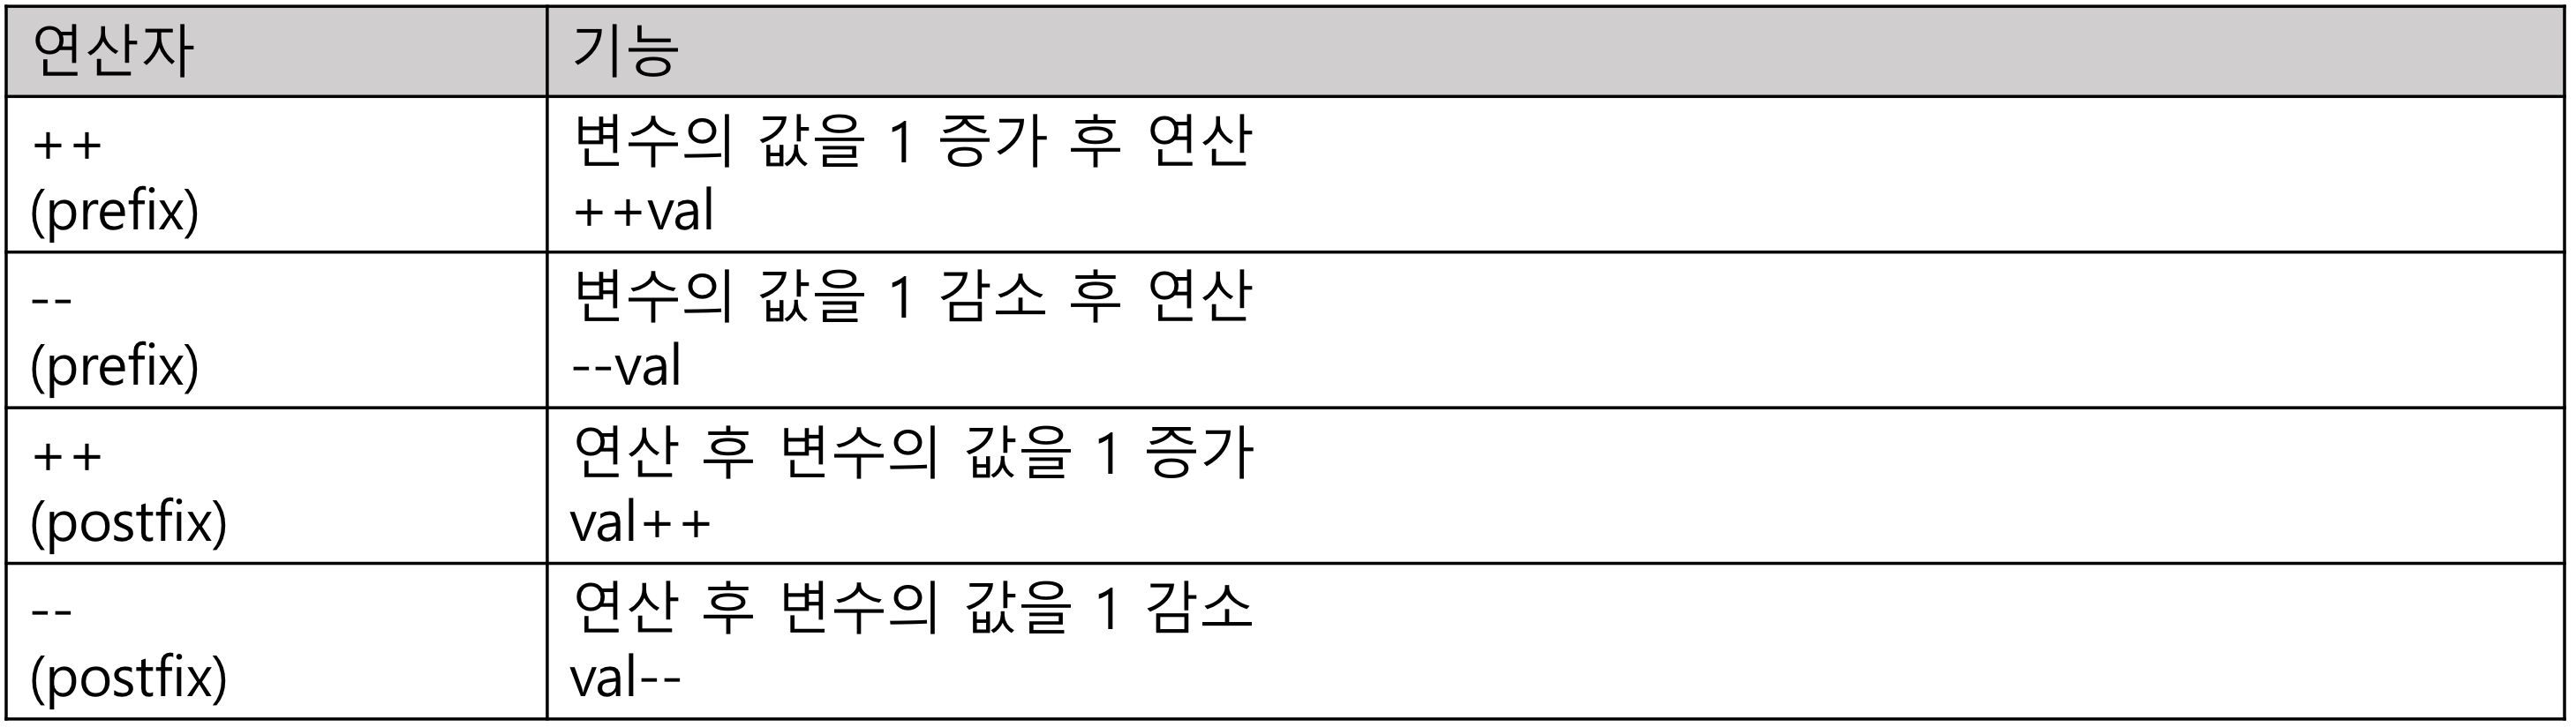 연산자
기능
++
(prefix)
변수의 값을 1 증가 후 연산
++val
--
(prefix)
변수의 값을 1 감소 후 연산
--val
++
(postfix)
연산 후 변수의 값을 1 증가
val++
--
(postfix)
연산 후 변수의 값을 1 감소
val--